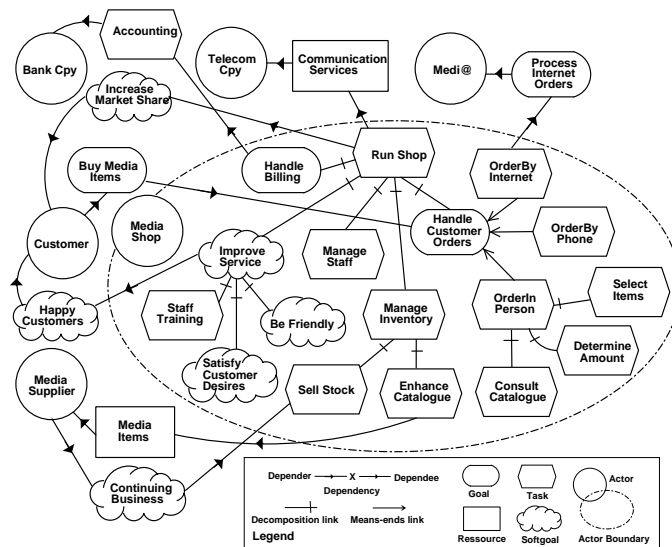 Accounting
Bank Cpy
Telecom
Cpy
Communication
Services
Medi@
Process
Internet
Orders
Increase
Market Share
Run Shop
Handle
Billing
OrderBy
Internet
Buy Media
Items
Media
Shop
Customer
Handle
Customer
Orders
OrderBy
Phone
Improve
Service
Manage
Staff
Select
Items
Happy
Customers
Staff
Training
Be Friendly
Manage
Inventory
OrderIn
Person
Determine
Amount
Satisfy
Customer
Desires
Media
Supplier
Sell Stock
Enhance
Catalogue
Consult
Catalogue
Media
Items
Continuing
Business
Depender
X
Dependee
Dependency
Decomposition link
Means-ends link
Legend
Goal
Task
Actor
Ressource
Softgoal
Actor Boundary